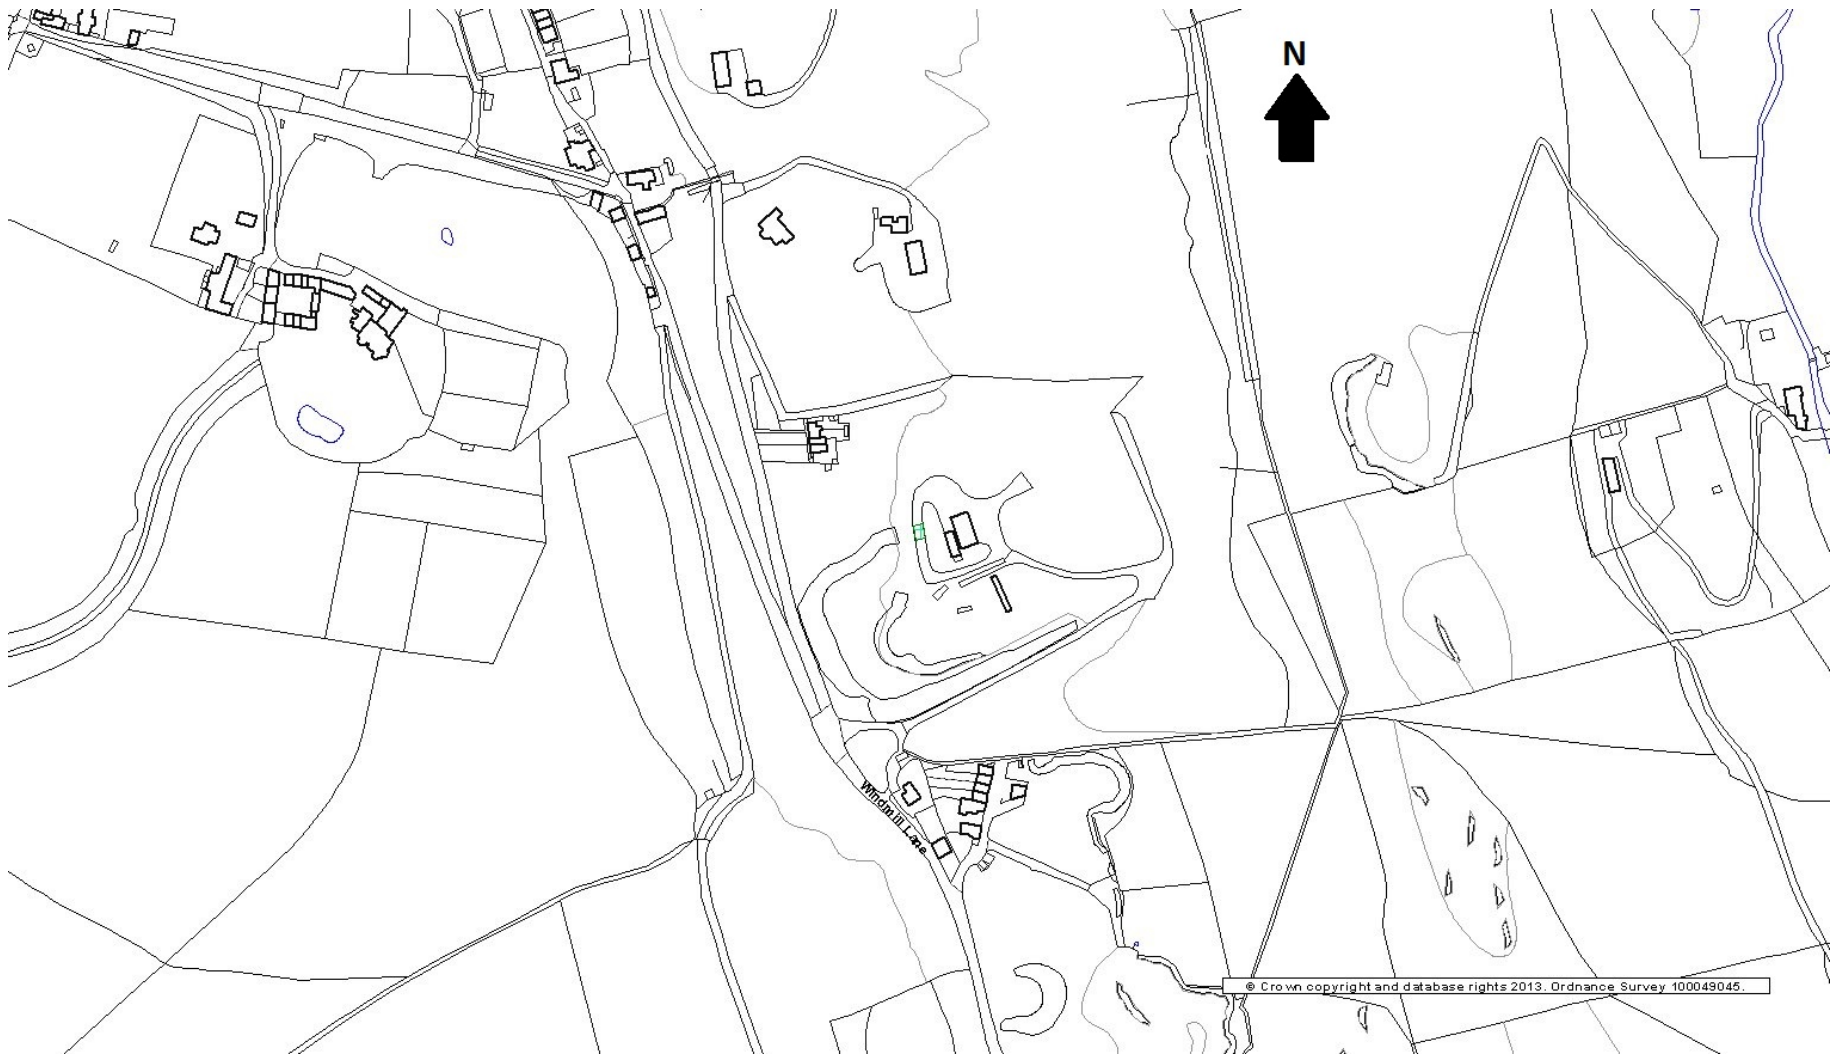 N
Windmill Lane
© Crown copyright and database rights 2013. Ordnance Survey 100049045.